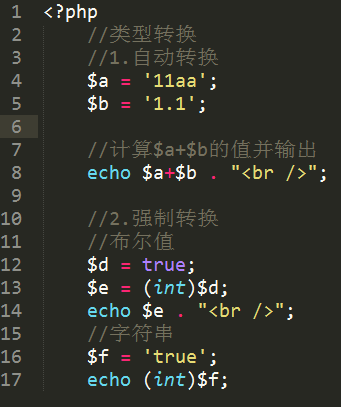 1 <?php
2 //类型转换
3 //1.自动转换
4 $a = '11aa';
5 $b = '1.1';
6
7 //计算$a+$b的值并输出
8 echo $a+$b . "<br />";
9
10 //2.强制转换
11 //布尔值
12 $d = true;
13 $e = (int)$d;
14 echo $e . "<br />";
15 //字符串
16 $f = 'true';
17 echo (int)$f;